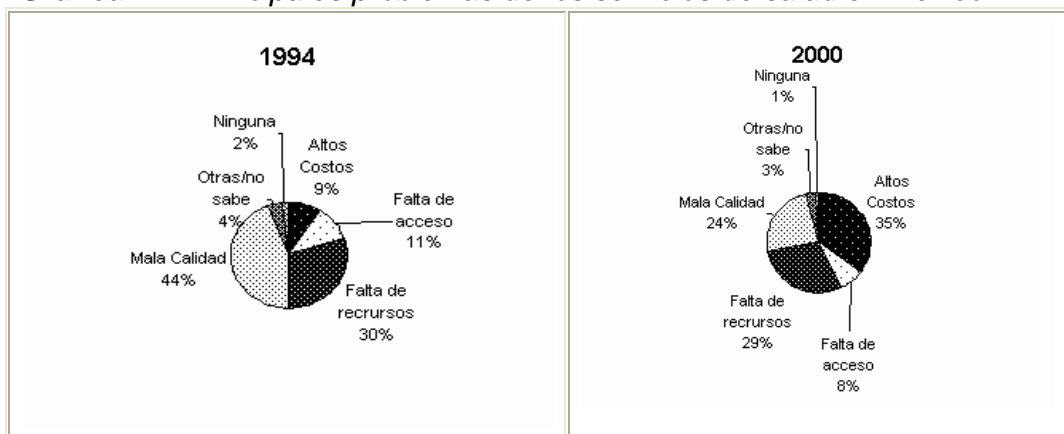 1994
Ninguna
2%
Altos
Costos
9%
Falta de
acceso
11%
Falta de
recrursos
30%
Mala Calidad
44%
Otras/no
sabe
4%
2000
Ninguna
1%
Otras/no
sabe
3%
Altos
Costos
35%
Mala Calidad
24%
Falta de
recrursos
29%
Falta de
acceso
8%